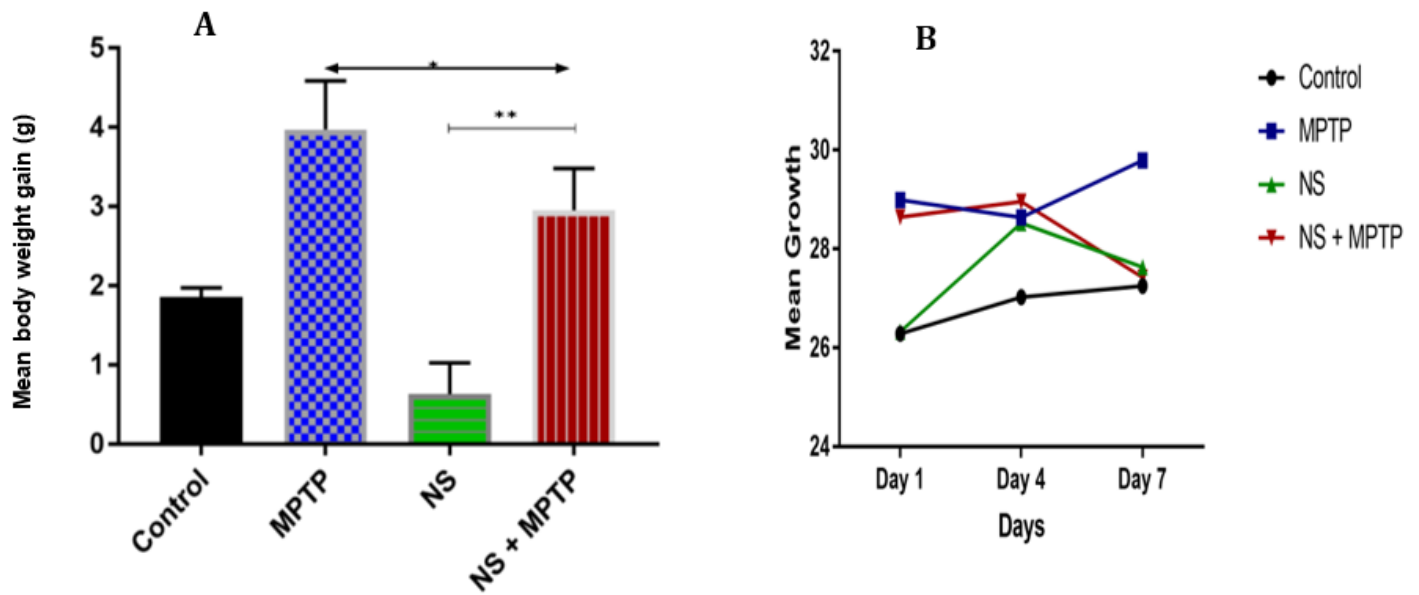 A
Mean body weight gain (g)
5
4
3
2
1
0
*
**
Control
MPTP
NS
NS + MPTP
B
Mean Growth
32
30
28
26
24
Day 1
Day 4
Day 7
Days
Control
MPTP
NS
NS + MPTP